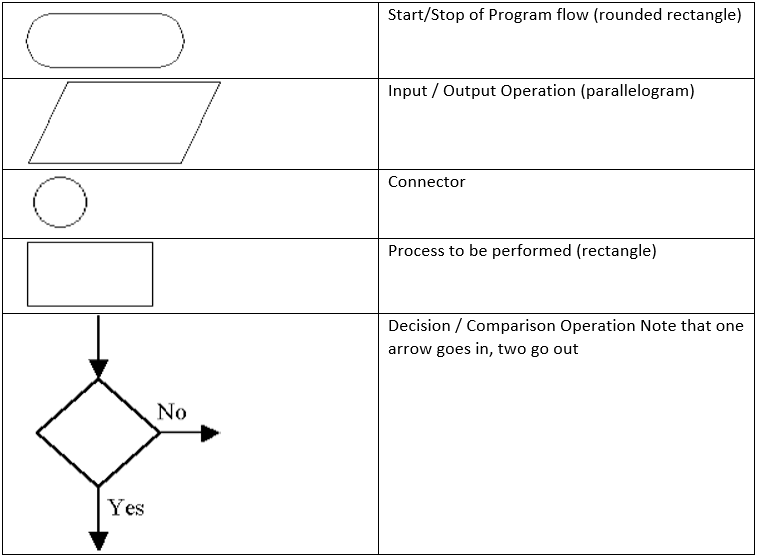 Start/Stop of Program flow (rounded rectangle)
Input / Output Operation (parallelogram)
Connector
Process to be performed (rectangle)
Decision / Comparison Operation Note that one
arrow goes in, two go out
No
Yes